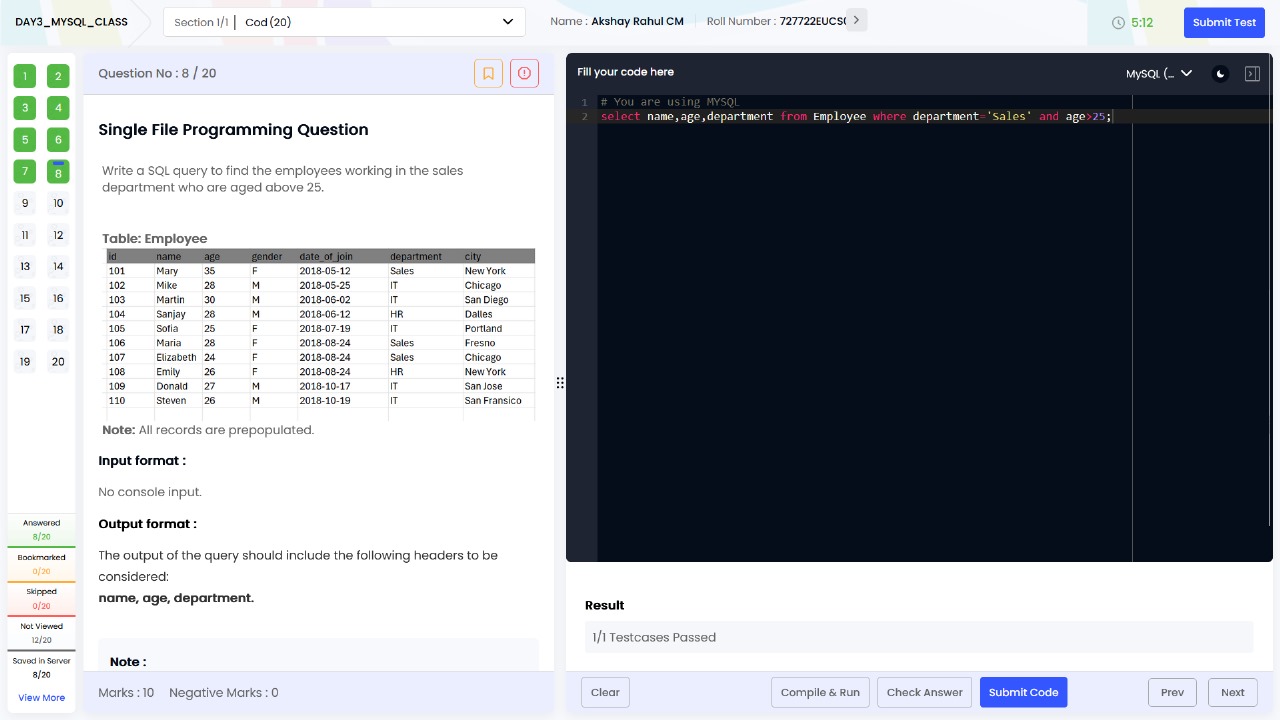 DAY3_MYSQL_CLASS
Section 1/1 | Cod (20)
Name : Akshay Rahul CM
Roll Number : 727722EUCS
5:12
Submit Test
1 2
3 4
5 6
7 8
9 10
11 12
13 14
15 16
17 18
19 20
Answered
8/20
Bookmarked
0/20
Skipped
0/20
Not Viewed
12/20
Saved in Server
8/20
View More
Question No : 8 / 20
Single File Programming Question
Write a SQL query to find the employees working in the sales
department who are aged above 25.
Table: Employee
id name age gender date_of_join department city
101 Mary 35 F 2018-05-12 Sales New York
102 Mike 28 M 2018-05-25 IT Chicago
103 Martin 30 M 2018-06-02 IT San Diego
104 Sanjay 28 M 2018-06-12 HR Dalles
105 Sofia 25 F 2018-07-19 IT Portland
106 Maria 28 F 2018-08-24 Sales Fresno
107 Elizabeth 24 F 2018-08-24 Sales Chicago
108 Emily 26 F 2018-08-24 HR New York
109 Donald 27 M 2018-10-17 IT San Jose
110 Steven 26 M 2018-10-19 IT San Fransico
Note: All records are prepopulated.
Input format :
No console input.
Output format :
The output of the query should include the following headers to be
considered:
name, age, department.
Note :
Marks : 10 Negative Marks : 0
Fill your code here
MySQL (...
1 # You are using MYSQL
2 select name,age,department from Employee where department='Sales' and age>25;
Result
1/1 Testcases Passed
Clear
Compile & Run
Check Answer
Submit Code
Prev
Next